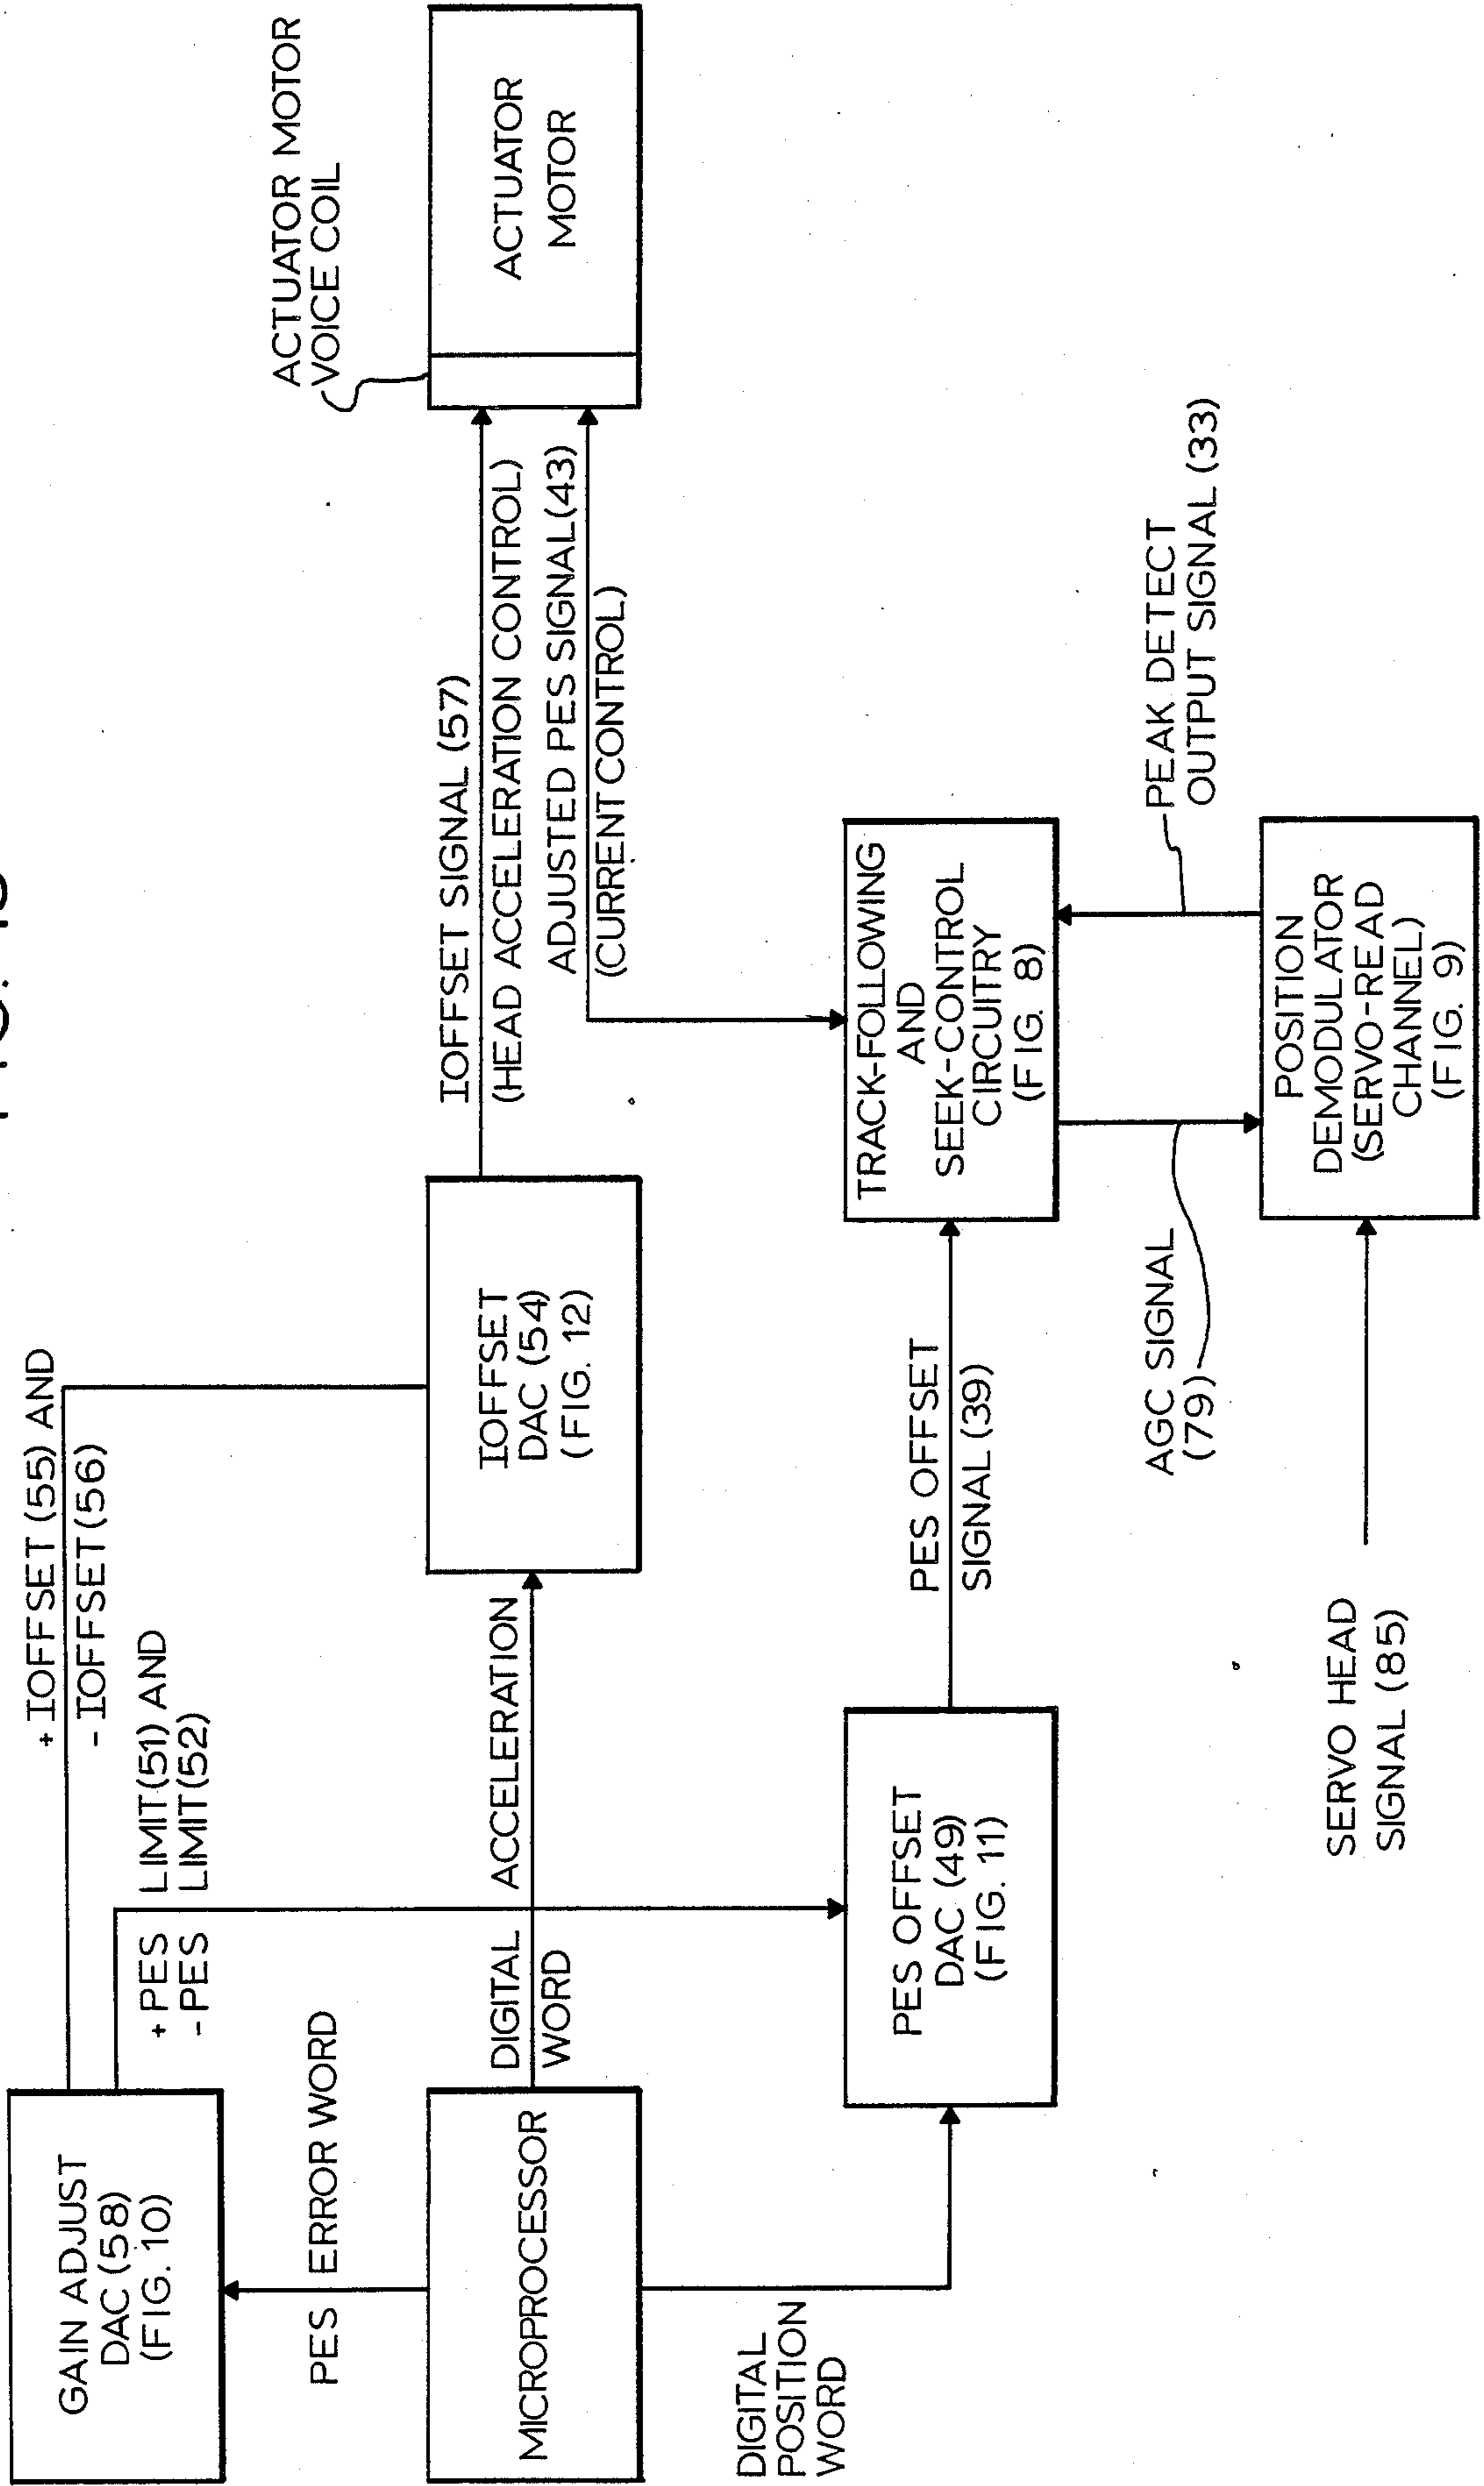 GAIN ADJUST
DAC (58)
(FIG. 10)
+ IOFFSET (55) AND
- IOFFSET (56)
+ PES LIMIT (51) AND
- PES LIMIT (52)
PES ERROR WORD
MICROPROCESSOR
DIGITAL ACCELERATION
WORD
IOFFSET
DAC (54)
(FIG. 12)
IOFFSET SIGNAL (57)
(HEAD ACCELERATION CONTROL)
ADJUSTED PES SIGNAL (43)
(CURRENT CONTROL)
ACTUATOR MOTOR
VOICE COIL
ACTUATOR
MOTOR
DIGITAL
POSITION
WORD
PES OFFSET
DAC (49)
(FIG. 11)
PES OFFSET
SIGNAL (39)
TRACK-FOLLOWING
AND
SEEK-CONTROL
CIRCUITRY
(FIG. 8)
AGC SIGNAL
(79)
PEAK DETECT
OUTPUT SIGNAL (33)
SERVO HEAD
SIGNAL (85)
POSITION
DEMODULATOR
(SERVO-READ
CHANNEL)
(FIG. 9)